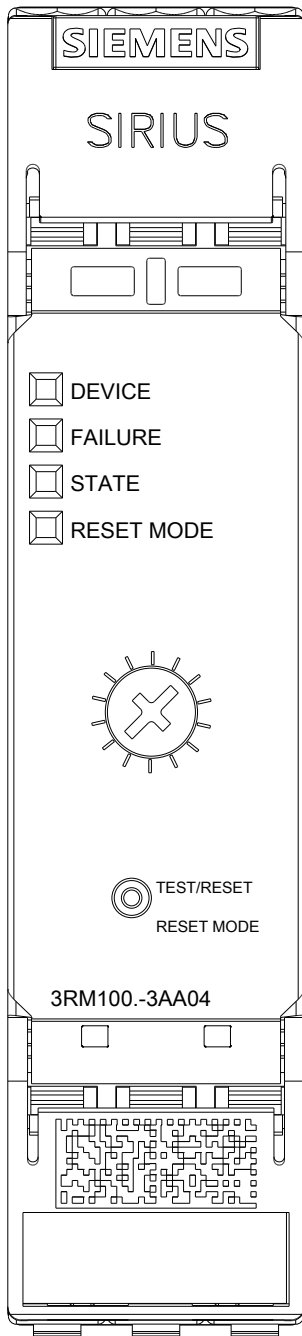 SIEMENS
SIRIUS
DEVICE
FAILURE
STATE
RESET MODE
TEST/RESET
RESET MODE
3RM100.-3AA04